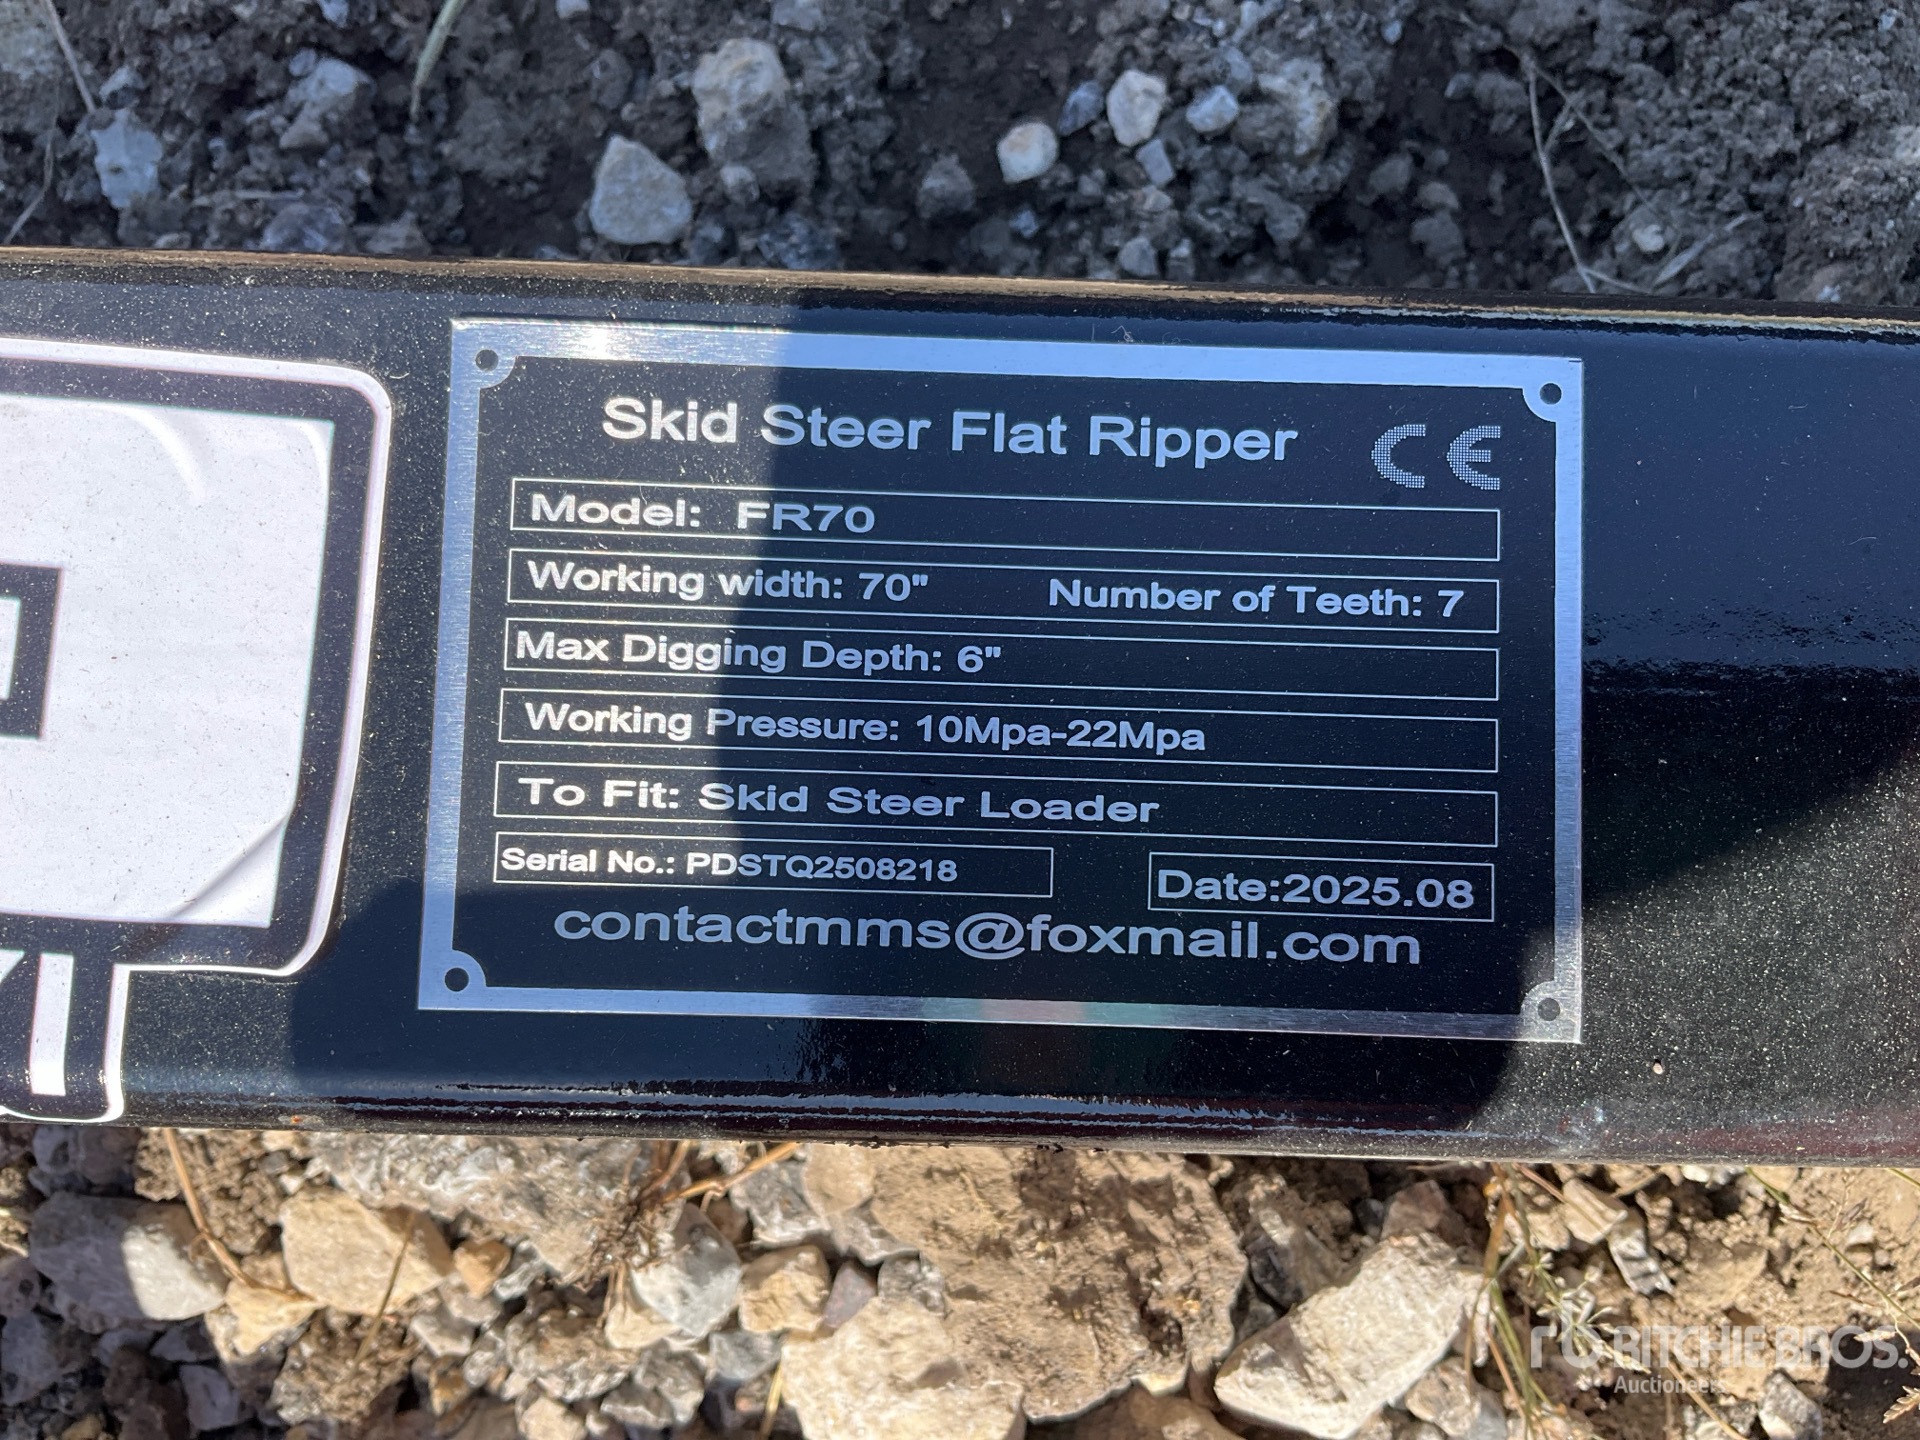 Skid Steer Flat Ripper CE
Model: FR70
Working width: 70" Number of Teeth: 7
Max Digging Depth: 6"
Working Pressure: 10Mpa-22Mpa
To Fit: Skid Steer Loader
Serial No.: PDSTQ2508218 Date:2025.08
contactmms@foxmail.com
rb RITCHIE BROS.
Auctioneers